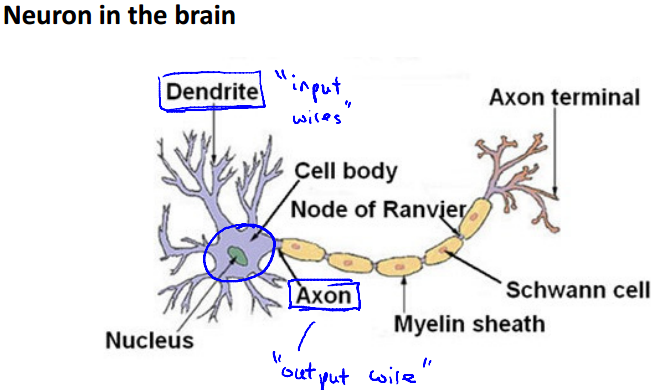 Neuron in the brain
Dendrite
"input
wires"
Axon terminal
Cell body
Node of Ranvier
Axon
Schwann cell
Myelin sheath
Nucleus
"output wire"